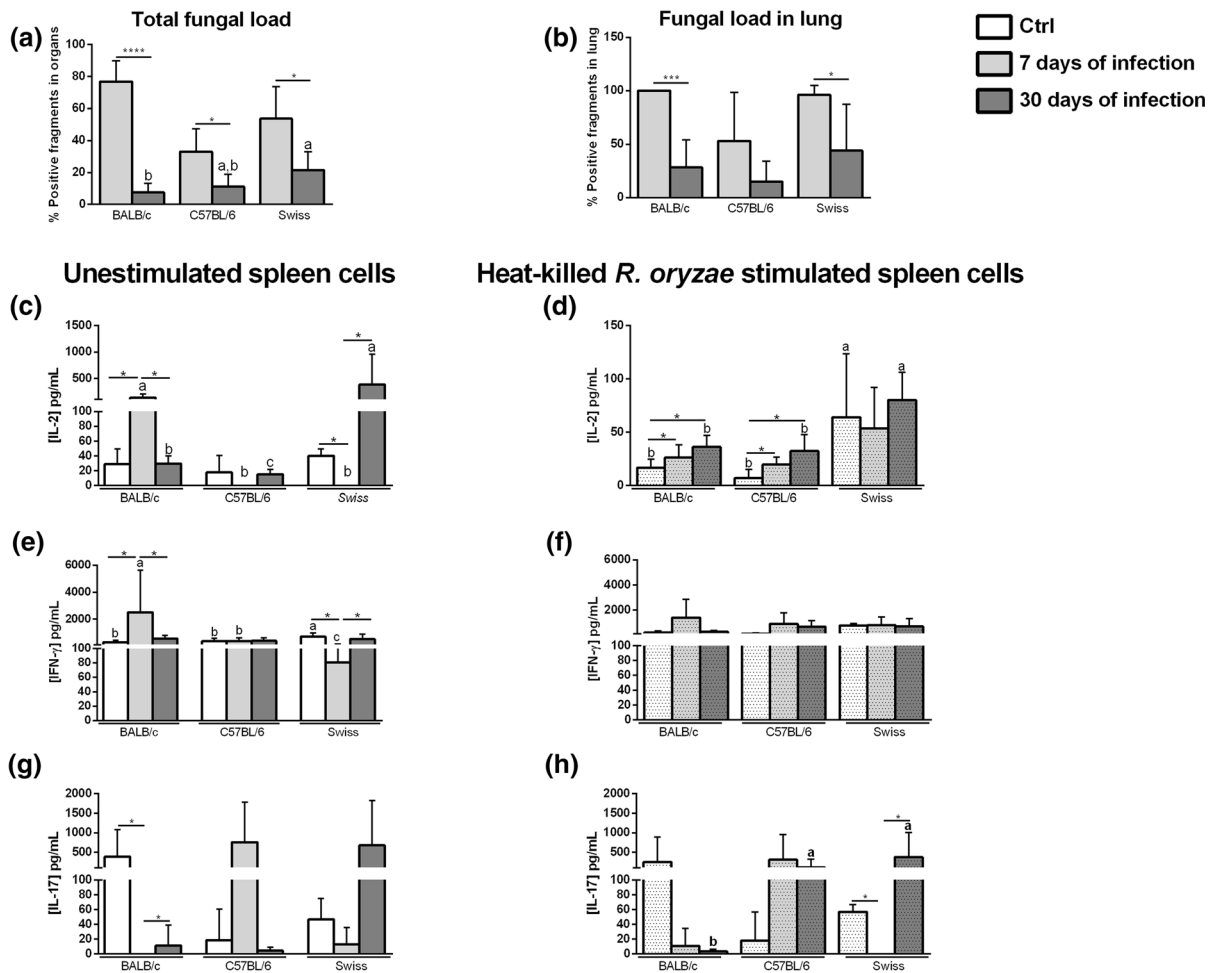 Total fungal load
Fungal load in lung
Ctrl
7 days of infection
30 days of infection
(a)
% Positive fragments in organs
100
80
60
40
20
0
****
*
*
b
a,b
a
BALB/c
C57BL/6
Swiss
(b)
% Positive fragments in lung
150
100
50
0
***
*
BALB/c
C57BL/6
Swiss
Unestimulated spleen cells
Heat-killed R. oryzae stimulated spleen cells
(c)
[IL-2] pg/mL
1500
1000
500
100
80
60
40
20
0
* * a b
b c
* * b a
BALB/c
C57BL/6
Swiss
(d)
[IL-2] pg/mL
150
100
50
0
* * b
b * * b
a a
BALB/c
C57BL/6
Swiss
(e)
[IFN-γ] pg/mL
6000
4000
2000
100
80
60
40
20
0
* * b a
b b
a * * c
BALB/c
C57BL/6
Swiss
(f)
[IFN-γ] pg/mL
6000
4000
2000
100
80
60
40
20
0
BALB/c
C57BL/6
Swiss
(g)
[IL-17] pg/mL
2000
1500
1000
500
100
80
60
40
20
0
*
*
BALB/c
C57BL/6
Swiss
(h)
[IL-17] pg/mL
2000
1500
1000
500
100
80
60
40
20
0
b
a
* * a
BALB/c
C57BL/6
Swiss